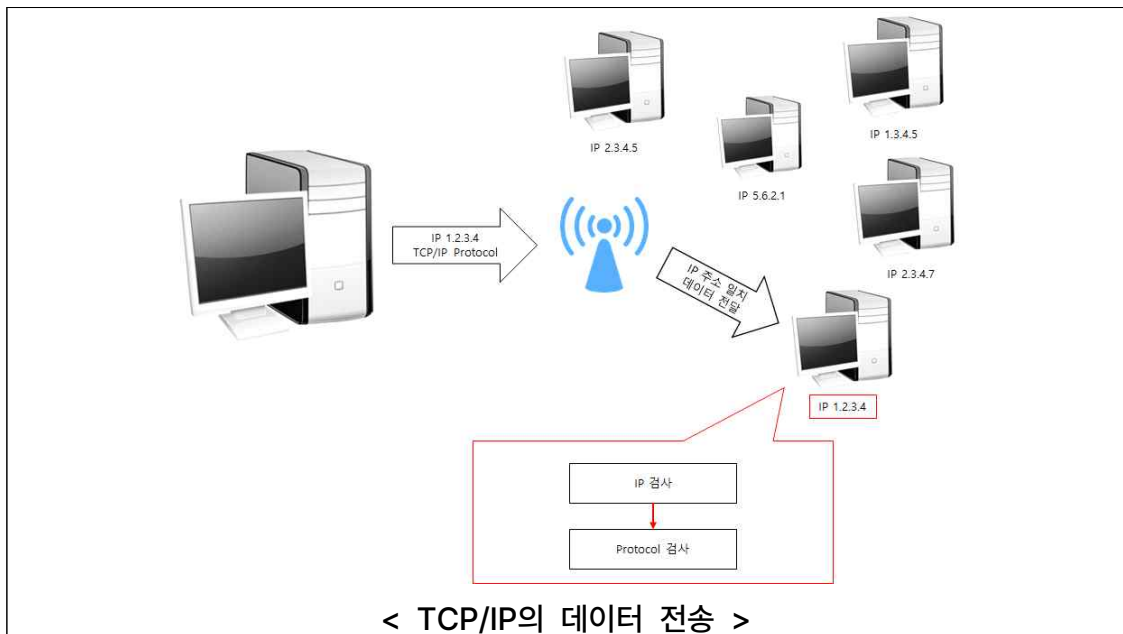 IP 2.3.4.5
IP 1.3.4.5
IP 5.6.2.1
IP 1.2.3.4
TCP/IP Protocol
IP 2.3.4.7
IP 주소 일치
데이터 전달
IP 1.2.3.4
IP 검사
Protocol 검사
< TCP/IP의 데이터 전송 >